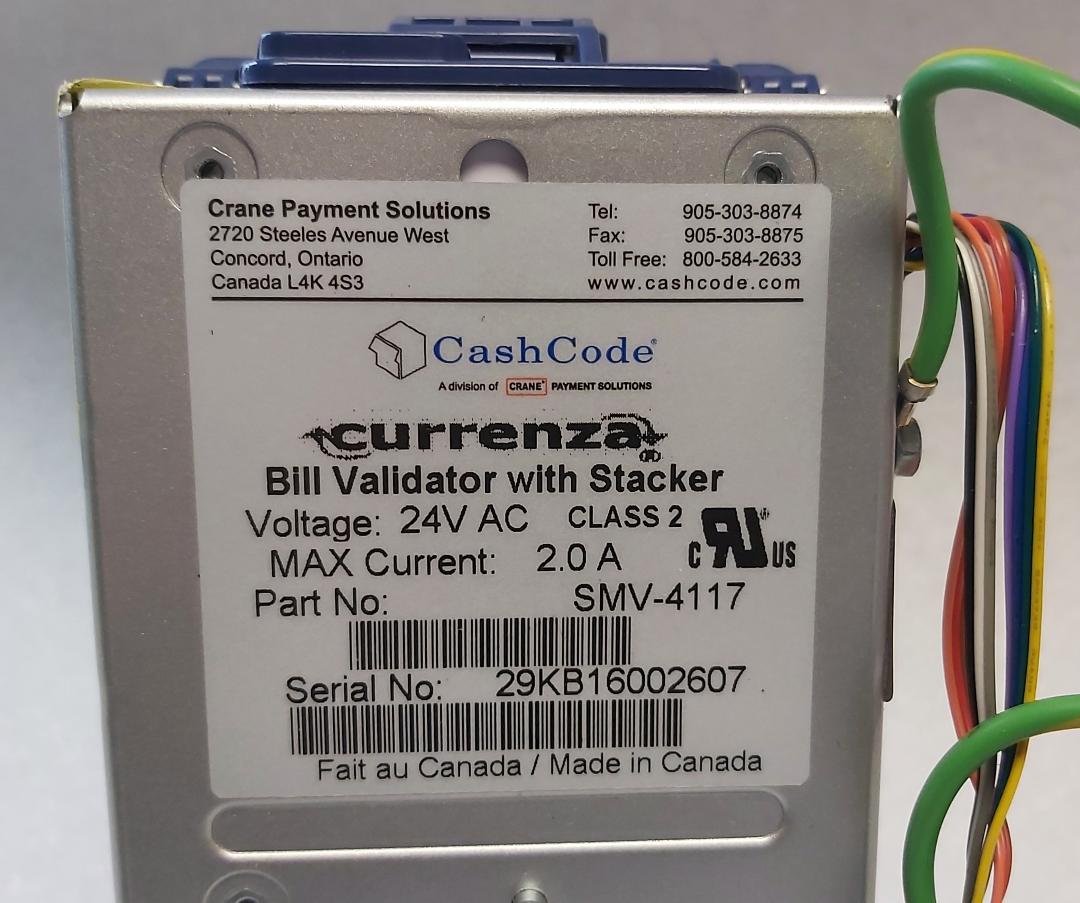 Crane Payment Solutions
2720 Steeles Avenue West
Concord, Ontario
Canada L4K 4S3
Tel: 905-303-8874
Fax: 905-303-8875
Toll Free: 800-584-2633
www.cashcode.com
CashCode®
A division of CRANE® PAYMENT SOLUTIONS
currenza®
Bill Validator with Stacker
Voltage: 24V AC CLASS 2
C RU® US
MAX Current: 2.0 A
Part No: SMV-4117
Serial No: 29KB16002607
Fait au Canada / Made in Canada